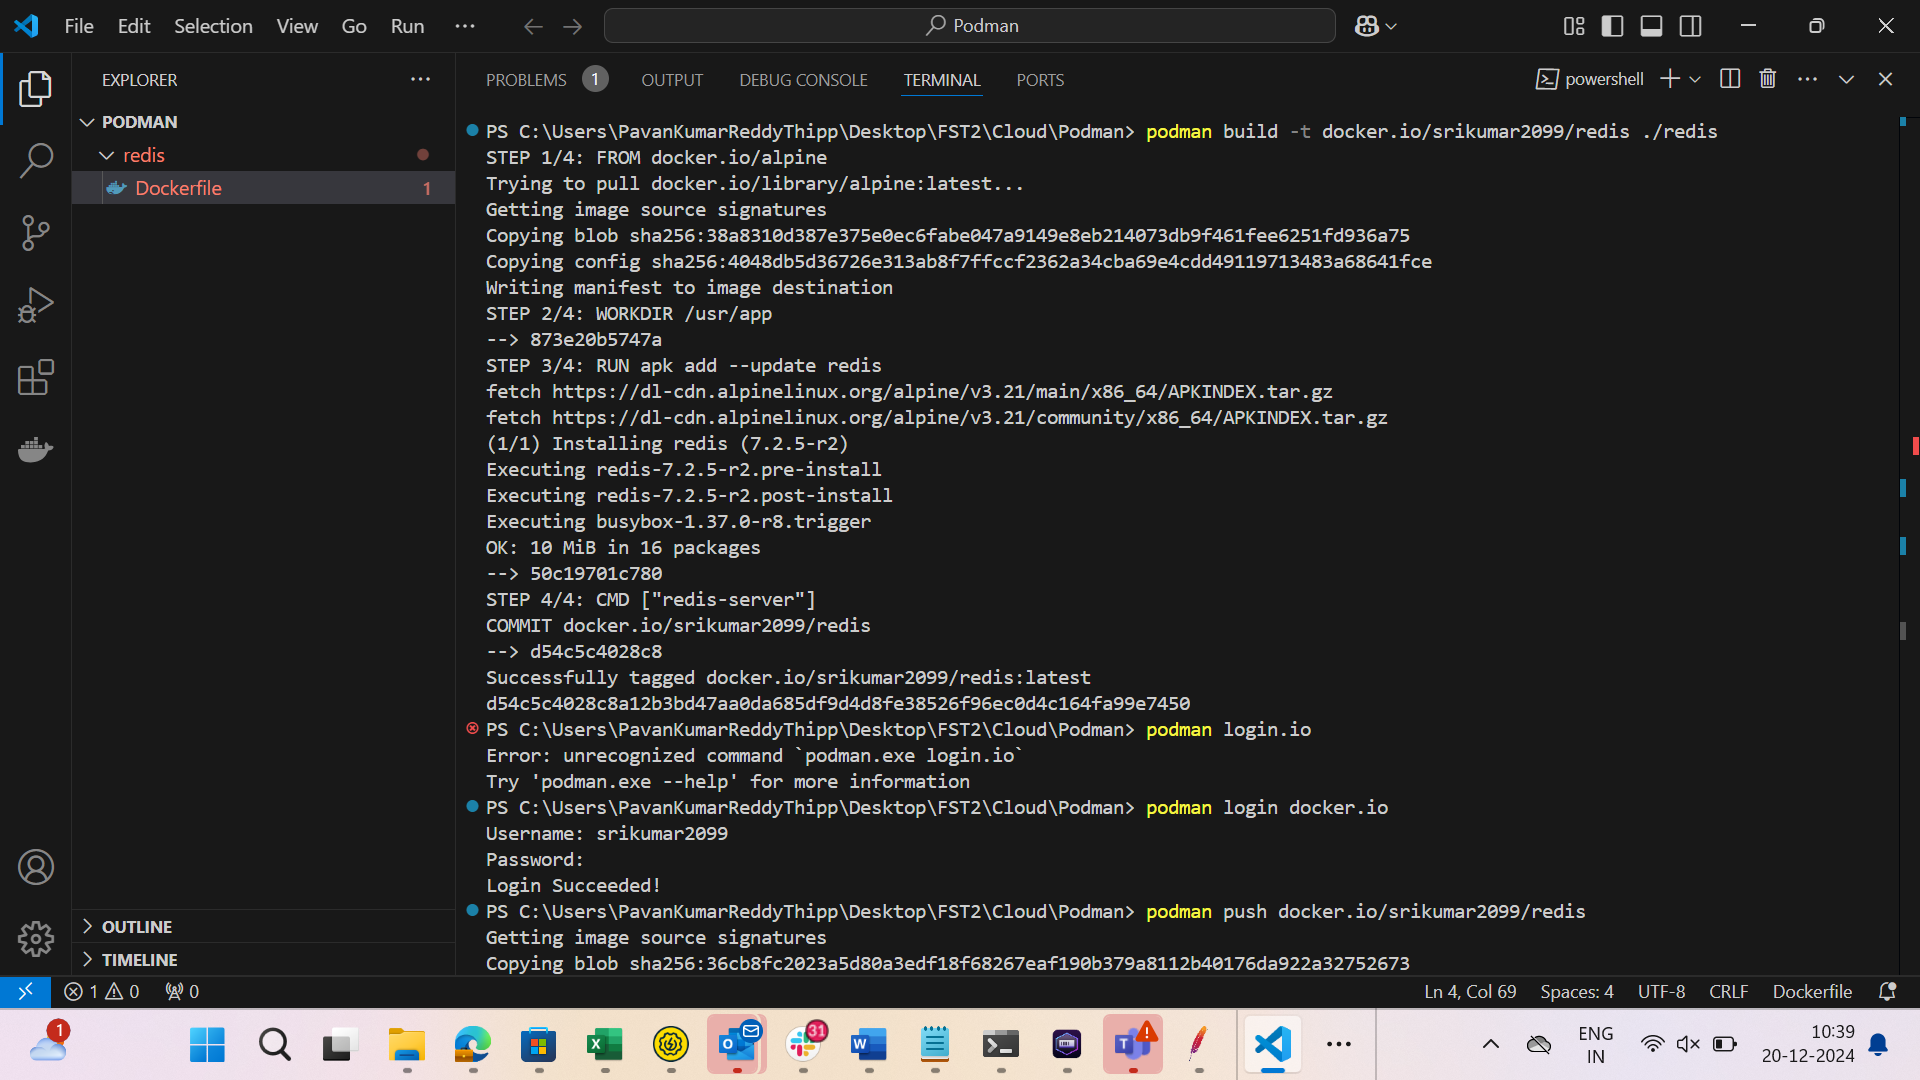 File Edit Selection View Go Run ··· Podman
EXPLORER ···
PROBLEMS 1 OUTPUT DEBUG CONSOLE TERMINAL PORTS powershell
PODMAN
redis
Dockerfile 1
PS C:\Users\PavanKumarReddyThipp\Desktop\FST2\Cloud\Podman> podman build -t docker.io/srikumar2099/redis ./redis
STEP 1/4: FROM docker.io/alpine
Trying to pull docker.io/library/alpine:latest...
Getting image source signatures
Copying blob sha256:38a8310d387e375e0ec6fabe047a9149e8eb214073db9f461fee6251fd936a75
Copying config sha256:4048db5d36726e313ab8f7ffccf2362a34cba69e4cdd49119713483a68641fce
Writing manifest to image destination
STEP 2/4: WORKDIR /usr/app
--> 873e20b5747a
STEP 3/4: RUN apk add --update redis
fetch https://dl-cdn.alpinelinux.org/alpine/v3.21/main/x86_64/APKINDEX.tar.gz
fetch https://dl-cdn.alpinelinux.org/alpine/v3.21/community/x86_64/APKINDEX.tar.gz
(1/1) Installing redis (7.2.5-r2)
Executing redis-7.2.5-r2.pre-install
Executing redis-7.2.5-r2.post-install
Executing busybox-1.37.0-r8.trigger
OK: 10 MiB in 16 packages
--> 50c19701c780
STEP 4/4: CMD ["redis-server"]
COMMIT docker.io/srikumar2099/redis
--> d54c5c4028c8
Successfully tagged docker.io/srikumar2099/redis:latest
d54c5c4028c8a12b3bd47aa0da685df9d4d8fe38526f96ec0d4c164fa99e7450
PS C:\Users\PavanKumarReddyThipp\Desktop\FST2\Cloud\Podman> podman login.io
Error: unrecognized command `podman.exe login.io`
Try 'podman.exe --help' for more information
PS C:\Users\PavanKumarReddyThipp\Desktop\FST2\Cloud\Podman> podman login docker.io
Username: srikumar2099
Password:
Login Succeeded!
PS C:\Users\PavanKumarReddyThipp\Desktop\FST2\Cloud\Podman> podman push docker.io/srikumar2099/redis
Getting image source signatures
Copying blob sha256:36cb8fc2023a5d80a3edf18f68267eaf190b379a8112b40176da922a32752673
OUTLINE
TIMELINE
1 0 0 Ln 4, Col 69 Spaces: 4 UTF-8 CRLF Dockerfile
1 31 ENG
IN
10:39
20-12-2024